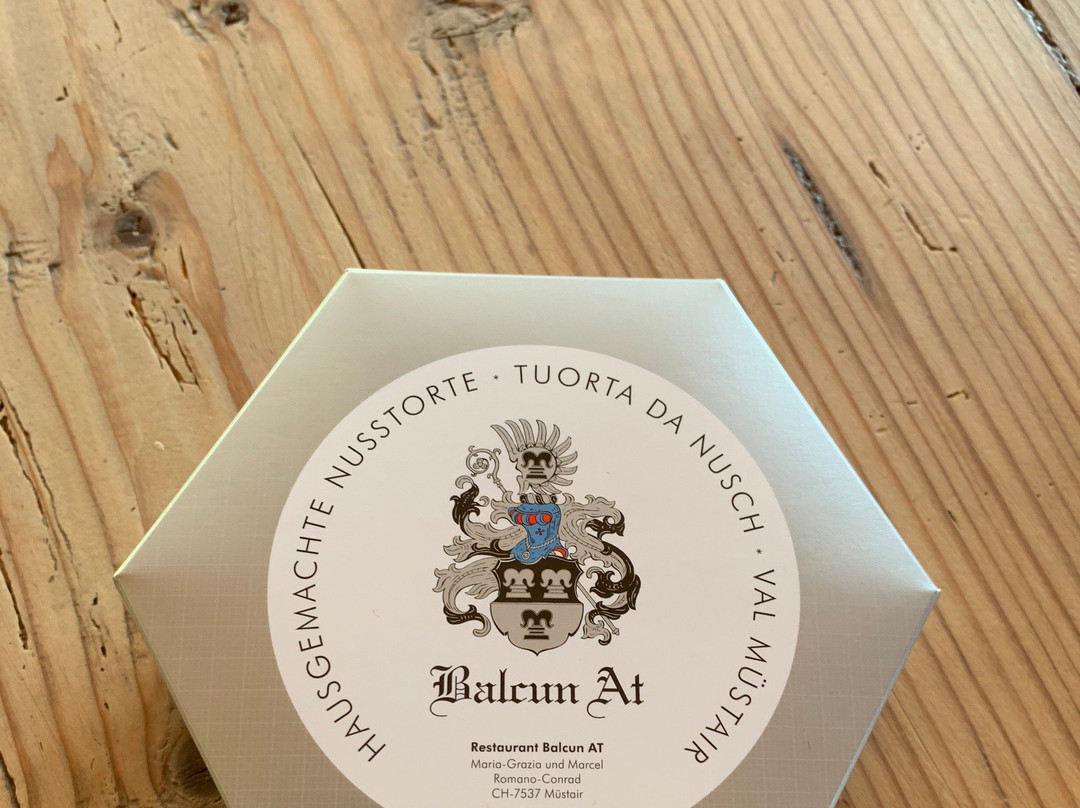 HAUSGEMACHTE NUSSTORTE * TUORTA DA NUSCH * VAL MÜSTAIR
Balcun At
Restaurant Balcun AT
Maria-Grazia und Marcel
Romano-Conrad
CH-7537 Müstair